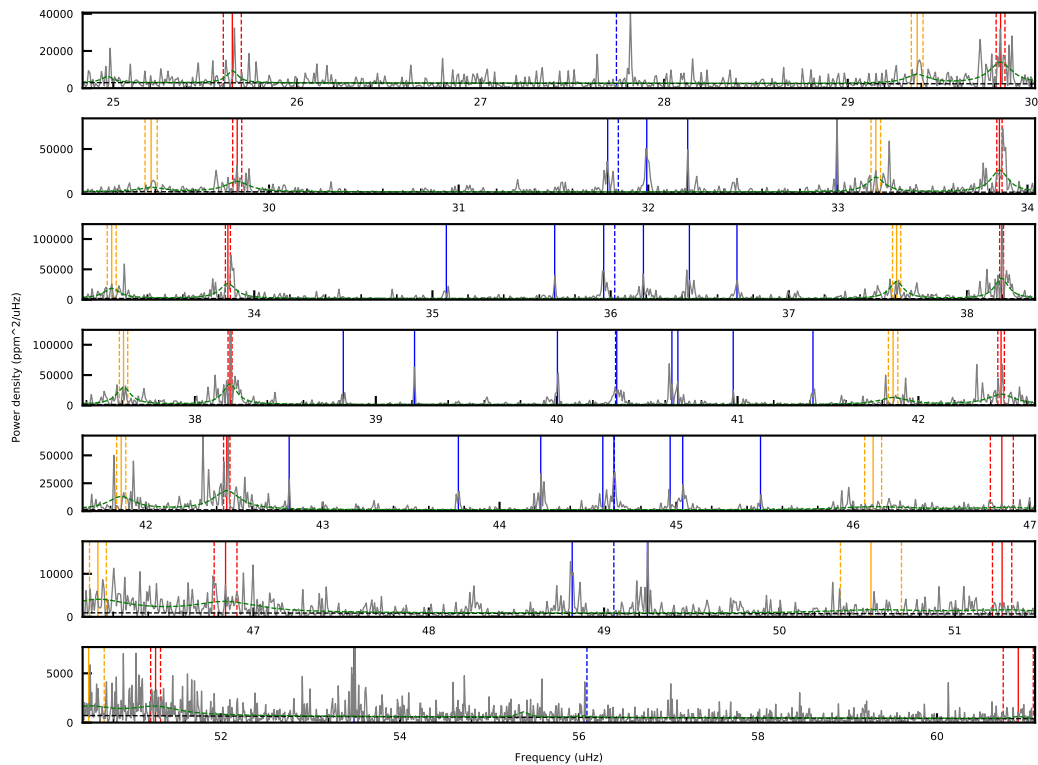 40000
20000
0
25 26 27 28 29 30
50000
0
30 31 32 33 34
100000
50000
0
34 35 36 37 38
Power density (ppm^2/uHz)
100000
50000
0
38 39 40 41 42
50000
25000
0
42 43 44 45 46 47
10000
0
47 48 49 50 51
5000
0
52 54 56 58 60
Frequency (uHz)